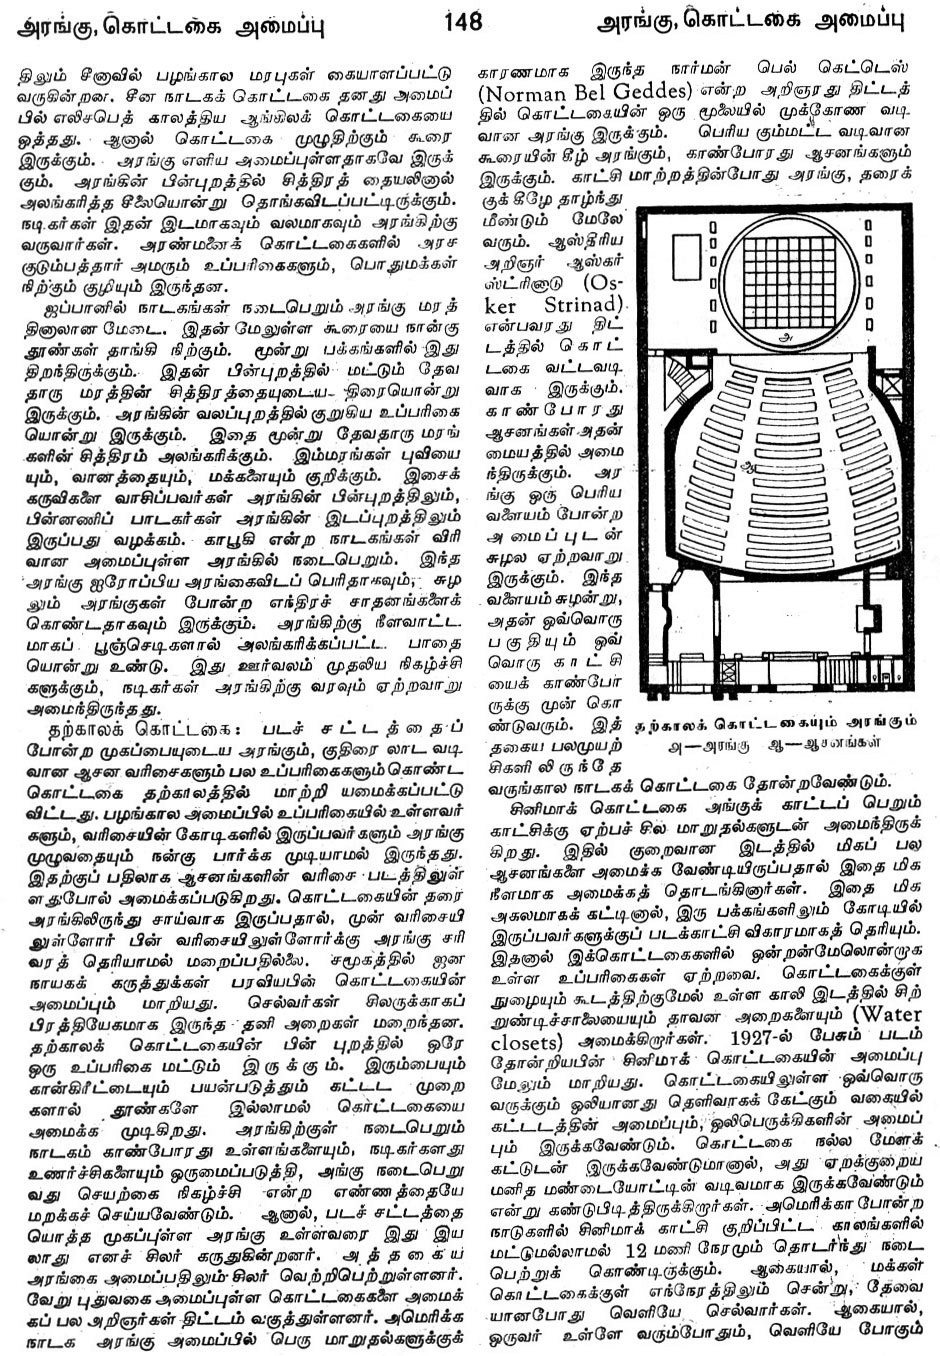 அரங்கு, கொட்டகை அமைப்பு
148
அரங்கு, கொட்டகை அமைப்பு
திலும் சீனாவில் பழங்கால மரபுகள் கையாளப்பட்டு
வருகின்றன. சீன நாடகக் கொட்டகை தனது அமைப்
பில் எலிசபெத் காலத்திய ஆங்கிலக் கொட்டகையை
ஒத்தது. ஆனால் கொட்டகை முழுதிற்கும் கூரை
இருக்கும். அரங்கு எளிய அமைப்புள்ளதாகவே இருக்
கும். அரங்கின் பின்புறத்தில் சித்திரத் தையலினால்
அலங்கரித்த சீலையொன்று தொங்கவிடப்பட்டிருக்கும்.
நடிகர்கள் இதன் இடமாகவும் வலமாகவும் அரங்கிற்கு
வருவார்கள். அரண்மனைக் கொட்டகைகளில் அரச
குடும்பத்தார் அமரும் உப்பரிகைகளும், பொதுமக்கள்
நிற்கும் குழியும் இருந்தன.
ஜப்பானில் நாடகங்கள் நடைபெறும் அரங்கு மரத்
தினாலான மேடை. இதன் மேலுள்ள கூரையை நான்கு
தூண்கள் தாங்கி நிற்கும். மூன்று பக்கங்களில் இது
திறந்திருக்கும். இதன் பின்புறத்தில் மட்டும் தேவ
தாரு மரத்தின் சித்திரத்தையுடைய திரையொன்று
இருக்கும். அரங்கின் வலப்புறத்தில் குறுகிய உப்பரிகை
யொன்று இருக்கும். இதை மூன்று தேவதாரு மரங்
களின் சித்திரம் அலங்கரிக்கும். இம்மரங்கள் புவியை
யும், வானத்தையும், மக்களையும் குறிக்கும். இசைக்
கருவிகளை வாசிப்பவர்கள் அரங்கின் பின்புறத்திலும்,
பின்னணிப் பாடகர்கள் அரங்கின் இடப்புறத்திலும்
இருப்பது வழக்கம். காபூகி என்ற நாடகங்கள் விரி
வான அமைப்புள்ள அரங்கில் நடைபெறும். இந்த
அரங்கு ஐரோப்பிய அரங்கைவிடப் பெரிதாகவும், சுழ
லும் அரங்குகள் போன்ற எந்திரச் சாதனங்களைக்
கொண்டதாகவும் இருக்கும். அரங்கிற்கு நீளவாட்ட
மாகப் பூஞ்செடிகளால் அலங்கரிக்கப்பட்ட பாதை
யொன்று உண்டு. இது ஊர்வலம் முதலிய நிகழ்ச்சி
களுக்கும், நடிகர்கள் அரங்கிற்கு வரவும் ஏற்றவாறு
அமைந்திருந்தது.
தற்காலக் கொட்டகை: படச் சட்டத்தைப்
போன்ற முகப்பையுடைய அரங்கும், குதிரை லாட வடி
வான ஆசன வரிசைகளும் பல உப்பரிகைகளும் கொண்ட
கொட்டகை தற்காலத்தில் மாற்றி யமைக்கப்பட்டு
விட்டது. பழங்கால அமைப்பில் உப்பரிகையில் உள்ளவர்
களும், வரிசையின் கோடிகளில் இருப்பவர்களும் அரங்கு
முழுவதையும் நன்கு பார்க்க முடியாமல் இருந்தது.
இதற்குப் பதிலாக ஆசனங்களின் வரிசை படத்திலுள்
ளதுபோல் அமைக்கப்படுகிறது. கொட்டகையின் தரை
அரங்கிலிருந்து சாய்வாக இருப்பதால், முன் வரிசையி
லுள்ளோர் பின் வரிசையிலுள்ளோர்க்கு அரங்கு சரி
வரத் தெரியாமல் மறைப்பதில்லை. சமூகத்தில் ஜன
நாயகக் கருத்துக்கள் பரவியபின் கொட்டகையின்
அமைப்பும் மாறியது. செல்வர்கள் சிலருக்காகப்
பிரத்தியேகமாக இருந்த தனி அறைகள் மறைந்தன.
தற்காலக் கொட்டகையின் பின் புறத்தில் ஒரே
ஒரு உப்பரிகை மட்டும் இருக்கும். இரும்பையும்
கான்கிரீட்டையும் பயன்படுத்தும் கட்டட முறை
களால் தூண்களே இல்லாமல் கொட்டகையை
அமைக்க முடிகிறது. அரங்கிற்குள் நடைபெறும்
நாடகம் காண்போரது உள்ளங்களையும், நடிகர்களது
உணர்ச்சிகளையும் ஒருமைப்படுத்தி, அங்கு நடைபெறு
வது செயற்கை நிகழ்ச்சி என்ற எண்ணத்தையே
மறக்கச் செய்யவேண்டும். ஆனால், படச் சட்டத்தை
யொத்த முகப்புள்ள அரங்கு உள்ளவரை இது இய
லாது எனச் சிலர் கருதுகின்றனர். அத்தகைய
அரங்கை அமைப்பதிலும் சிலர் வெற்றிபெற்றுள்ளனர்.
வேறு புதுவகை அமைப்புள்ள கொட்டகைகளை அமைக்
கப் பல அறிஞர்கள் திட்டம் வகுத்துள்ளனர். அமெரிக்க
நாடக அரங்கு அமைப்பில் பெரு மாறுதல்களுக்குக்
காரணமாக இருந்த நார்மன் பெல் கெட்டெஸ்
(Norman Bel Geddes) என்ற அறிஞரது திட்டத்
தில் கொட்டகையின் ஒரு மூலையில் முக்கோண வடி
வான அரங்கு இருக்கும். பெரிய கும்மட்ட வடிவான
கூரையின் கீழ் அரங்கும், காண்போரது ஆசனங்களும்
இருக்கும். காட்சி மாற்றத்தின்போது அரங்கு, தரைக்
குக் கீழே தாழ்ந்து
மீண்டும் மேலே
வரும். ஆஸ்திரிய
அறிஞர் ஆஸ்கர்
ஸ்ட்ரினாடு (Os-
ker Strinad)
என்பவரது திட்
டத்தில் கொட்
டகை வட்டவடி
வாக இருக்கும்.
காண்போரது
ஆசனங்கள் அதன்
மையத்தில் அமை
ந்திருக்கும். அர
ங்கு ஒரு பெரிய
வளையம் போன்ற
அமைப்புடன்
சுழல ஏற்றவாறு
இருக்கும். இந்த
வளையம் சுழன்று,
அதன் ஒவ்வொரு
பகுதியும் ஒவ்
வொரு காட்சி
யைக் காண்போ
ருக்கு முன் கொ
ண்டுவரும். இத்
தகைய பலமுயற்
சிகளிலிருந்தே
வருங்கால நாடகக் கொட்டகை தோன்றவேண்டும்.
அ
ஆ
தற்காலக் கொட்டகையும் அரங்கும்
அ—அரங்கு ஆ—ஆசனங்கள்
சினிமாக் கொட்டகை அங்குக் காட்டப் பெறும்
காட்சிக்கு ஏற்பச் சில மாறுதல்களுடன் அமைந்திருக்
கிறது. இதில் குறைவான இடத்தில் மிகப் பல
ஆசனங்களை அமைக்க வேண்டியிருப்பதால் இதை மிக
நீளமாக அமைக்கத் தொடங்கினார்கள். இதை மிக
அகலமாகக் கட்டினால், இரு பக்கங்களிலும் கோடியில்
இருப்பவர்களுக்குப் படக்காட்சி விகாரமாகத் தெரியும்.
இதனால் இக்கொட்டகைகளில் ஒன்றன்மேலொன்றாக
உள்ள உப்பரிகைகள் ஏற்றவை. கொட்டகைக்குள்
நுழையும் கூடத்திற்குமேல் உள்ள காலி இடத்தில் சிற்
றுண்டிச்சாலையையும் தாவன அறைகளையும் (Water
closets) அமைக்கிறார்கள். 1927-ல் பேசும் படம்
தோன்றியபின் சினிமாக் கொட்டகையின் அமைப்பு
மேலும் மாறியது. கொட்டகையிலுள்ள ஒவ்வொரு
வருக்கும் ஒலியானது தெளிவாகக் கேட்கும் வகையில்
கட்டடத்தின் அமைப்பும், ஒலிபெருக்கிகளின் அமைப்
பும் இருக்கவேண்டும். கொட்டகை நல்ல மேளக்
கட்டுடன் இருக்கவேண்டுமானால், அது ஏறக்குறைய
மனித மண்டையோட்டின் வடிவமாக இருக்கவேண்டும்
என்று கண்டுபிடித்திருக்கிறார்கள். அமெரிக்கா போன்ற
நாடுகளில் சினிமாக் காட்சி குறிப்பிட்ட காலங்களில்
மட்டுமல்லாமல் 12 மணி நேரமும் தொடர்ந்து நடை
பெற்றுக் கொண்டிருக்கும். ஆகையால், மக்கள்
கொட்டகைக்குள் எந்நேரத்திலும் சென்று, தேவை
யானபோது வெளியே செல்வார்கள். ஆகையால்,
ஒருவர் உள்ளே வரும்போதும், வெளியே போகும்